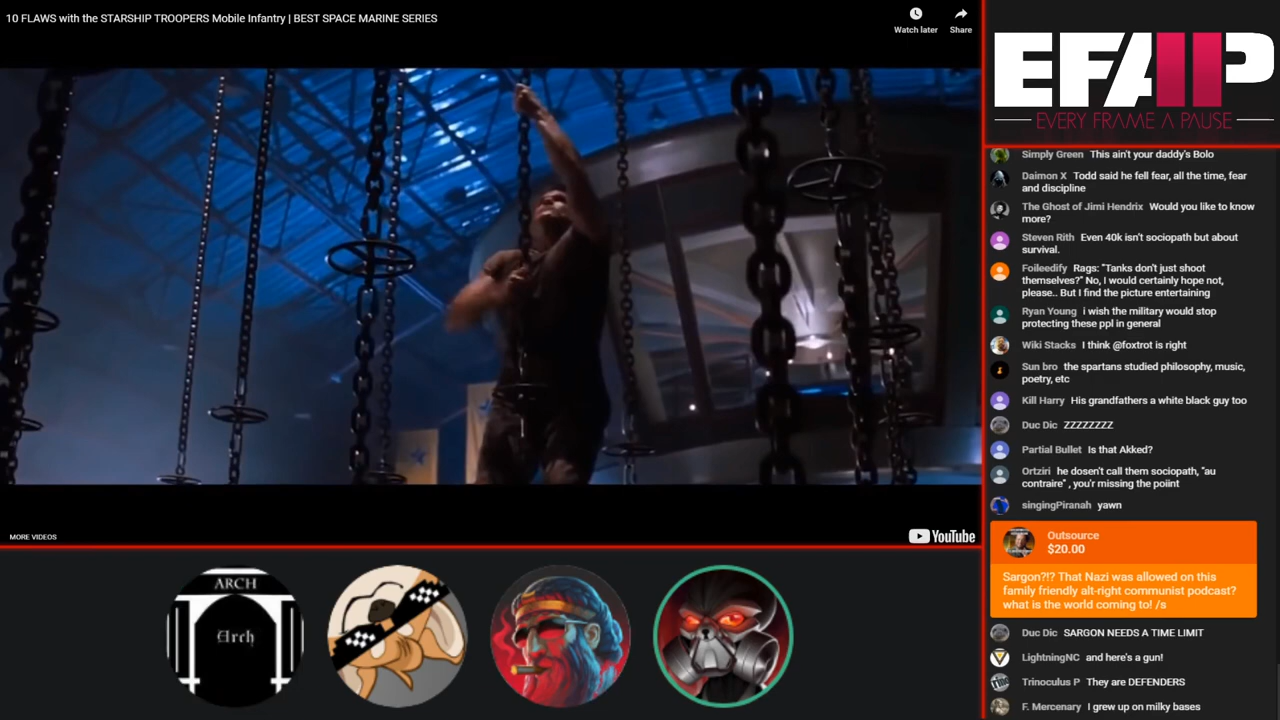 10 FLAWS with the STARSHIP TROOPERS Mobile Infantry | BEST SPACE MARINE SERIES
Watch later
Share
MORE VIDEOS
YouTube
ARCH
Arch
EFAP
EVERY FRAME A PAUSE
Simply Green This ain't your daddy's Bolo
Daimon X Todd said he fell fear, all the time, fear
and discipline
The Ghost of Jimi Hendrix Would you like to know
more?
Steven Rith Even 40k isn't sociopath but about
survival.
Foileedify Rags: "Tanks don't just shoot
themselves?" No, I would certainly hope not,
please.. But I find the picture entertaining
Ryan Young i wish the military would stop
protecting these ppl in general
Wiki Stacks I think @foxtrot is right
Sun bro the spartans studied philosophy, music,
poetry, etc
Kill Harry His grandfathers a white black guy too
Duc Dic ZZZZZZZZ
Partial Bullet Is that Akked?
Ortziri he dosen't call them sociopath, "au
contraire" , you'r missing the poiint
singingPiranah yawn
Outsource
$20.00
Sargon?!? That Nazi was allowed on this
family friendly alt-right communist podcast?
what is the world coming to! /s
Duc Dic SARGON NEEDS A TIME LIMIT
LightningNC and here's a gun!
Trinoculus P They are DEFENDERS
F. Mercenary I grew up on milky bases